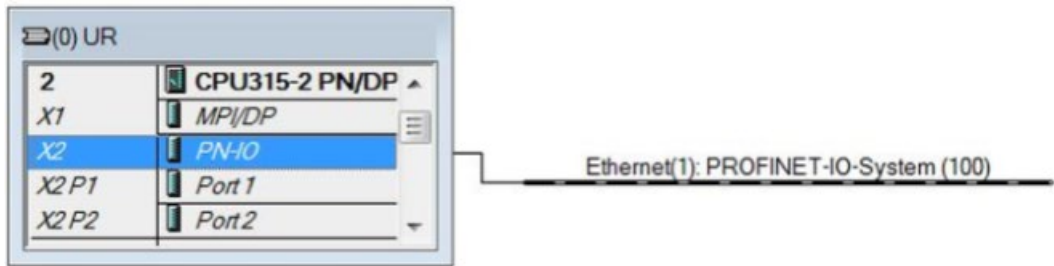 (0) UR
2 CPU315-2 PN/DP
X1 MPI/DP
X2 PN-IO
X2 P1 Port 1
X2 P2 Port 2
Ethernet(1): PROFINET-IO-System (100)